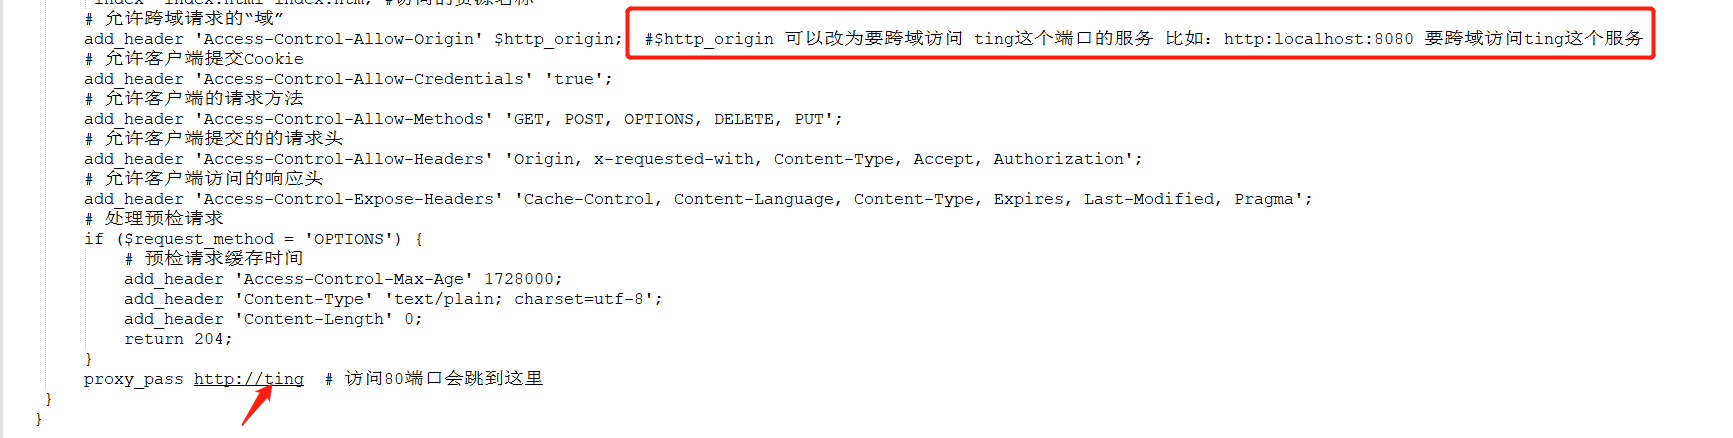 index index.html index.htm; #访问的资源名称
# 允许跨域请求的“域”
add_header 'Access-Control-Allow-Origin' $http_origin; #$http_origin 可以改为要跨域访问 ting这个端口的服务 比如：http:localhost:8080 要跨域访问ting这个服务
# 允许客户端提交Cookie
add_header 'Access-Control-Allow-Credentials' 'true';
# 允许客户端的请求方法
add_header 'Access-Control-Allow-Methods' 'GET, POST, OPTIONS, DELETE, PUT';
# 允许客户端提交的的请求头
add_header 'Access-Control-Allow-Headers' 'Origin, x-requested-with, Content-Type, Accept, Authorization';
# 允许客户端访问的响应头
add_header 'Access-Control-Expose-Headers' 'Cache-Control, Content-Language, Content-Type, Expires, Last-Modified, Pragma';
# 处理预检请求
if ($request_method = 'OPTIONS') {
# 预检请求缓存时间
add_header 'Access-Control-Max-Age' 1728000;
add_header 'Content-Type' 'text/plain; charset=utf-8';
add_header 'Content-Length' 0;
return 204;
}
proxy_pass http://ting # 访问80端口会跳到这里
}
}